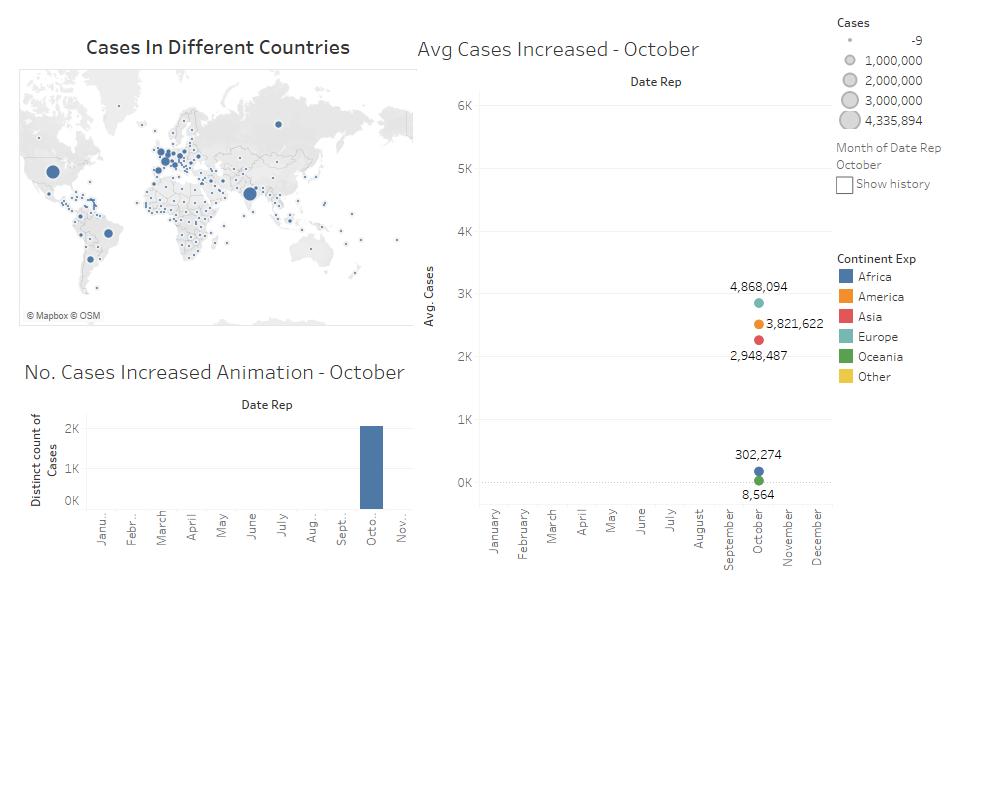 Cases In Different Countries
© Mapbox © OSM
No. Cases Increased Animation - October
Date Rep
Distinct count of
Cases
2K
1K
0K
Janu..
Febr..
March
April
May
June
July
Aug..
Sept..
Octo..
Nov..
Avg Cases Increased - October
Date Rep
Avg. Cases
6K
5K
4K
3K
2K
1K
0K
4,868,094
3,821,622
2,948,487
302,274
8,564
January
February
March
April
May
June
July
August
September
October
November
December
Cases
-9
1,000,000
2,000,000
3,000,000
4,335,894
Month of Date Rep
October
Show history
Continent Exp
Africa
America
Asia
Europe
Oceania
Other